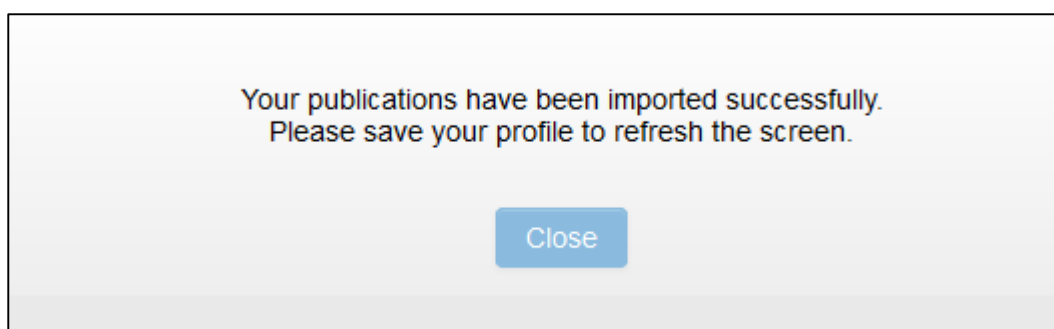 Your publications have been imported successfully.
Please save your profile to refresh the screen.
Close